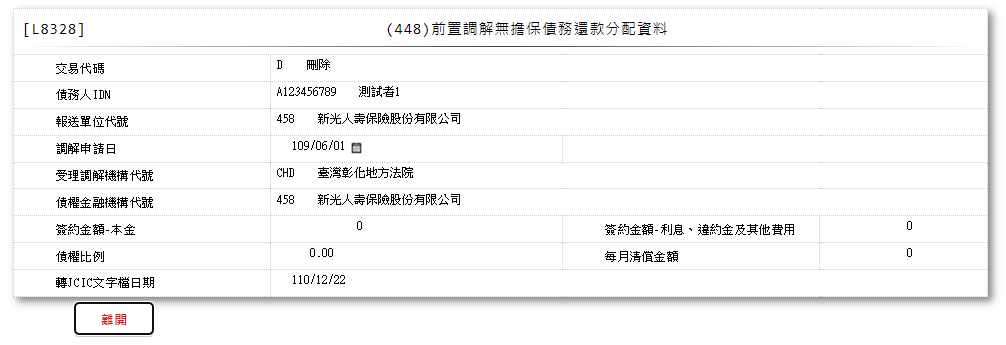 [L8328] (448)前置調解無擔保債務還款分配資料
交易代碼 D 刪除
債務人IDN A123456789 測試者1
報送單位代號 458 新光人壽保險股份有限公司
調解申請日 109/06/01
受理調解機構代號 CHD 臺灣彰化地方法院
債權金融機構代號 458 新光人壽保險股份有限公司
簽約金額-本金 0 簽約金額-利息、違約金及其他費用 0
債權比例 0.00 每月清償金額 0
轉JCIC文字檔日期 110/12/22
離開